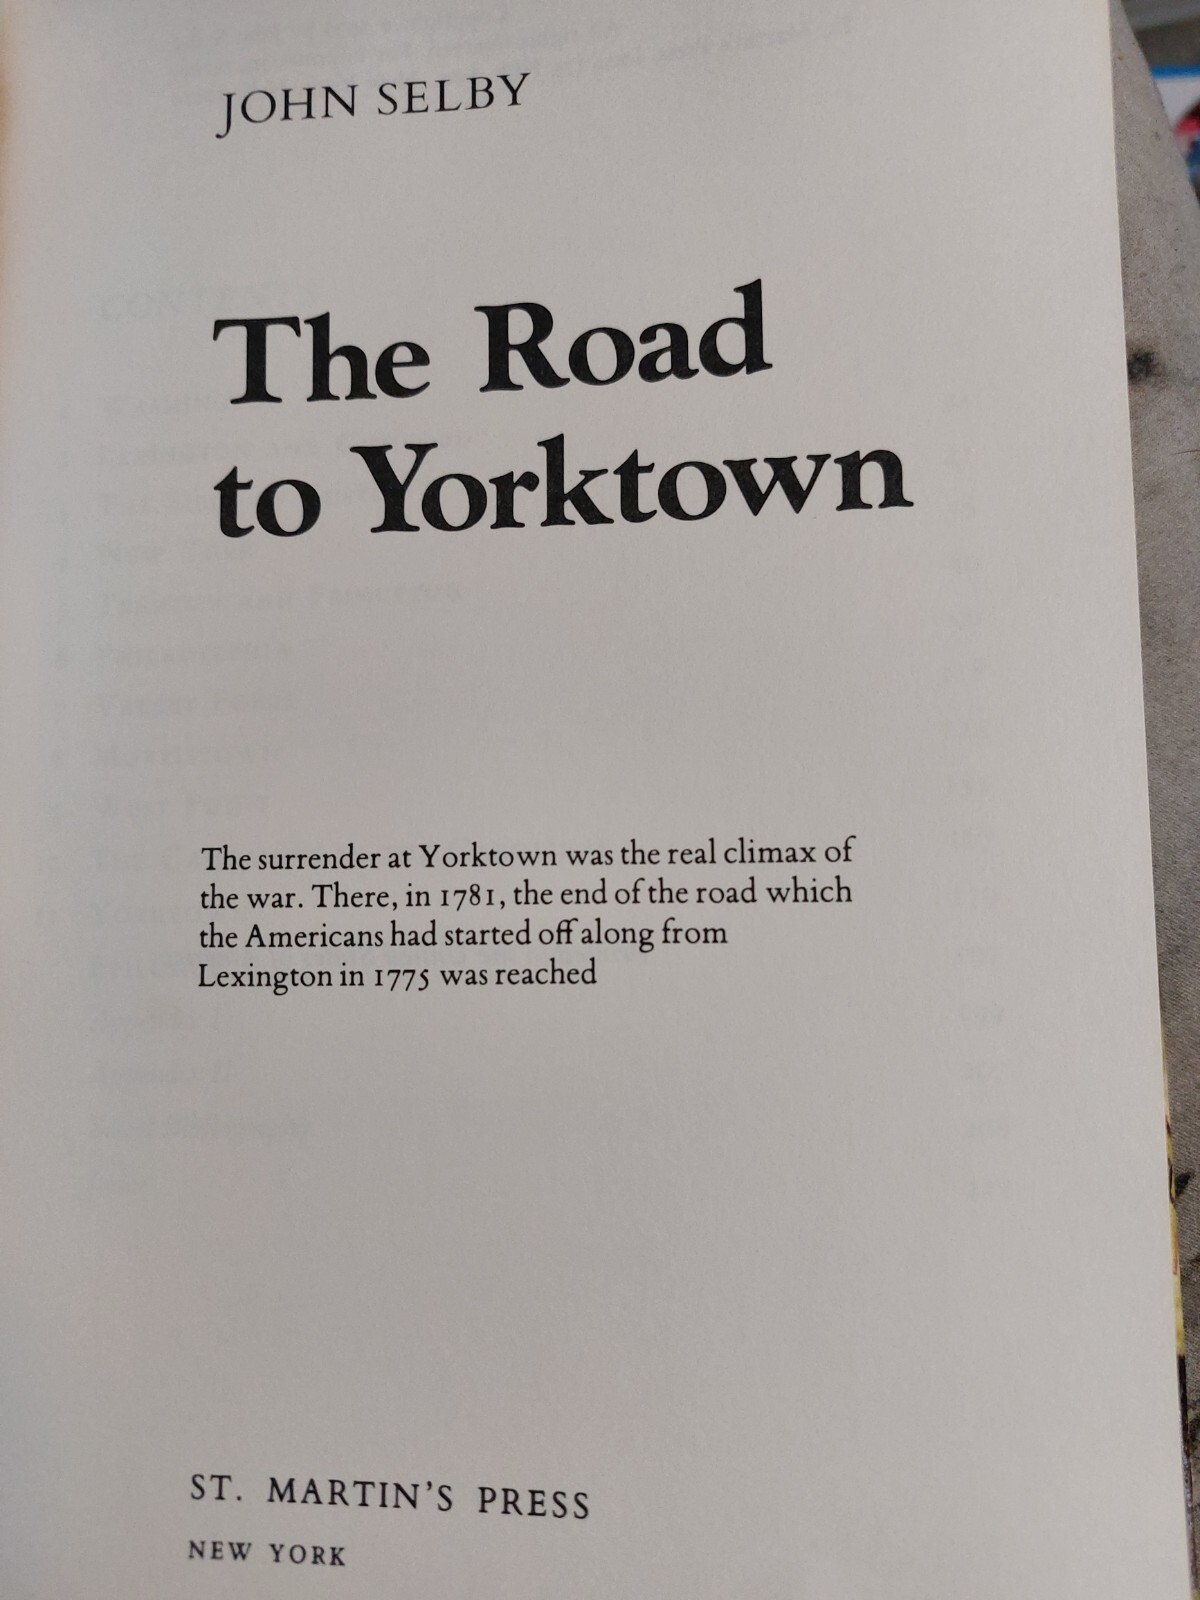 JOHN SELBY
The Road
to Yorktown
The surrender at Yorktown was the real climax of
the war. There, in 1781, the end of the road which
the Americans had started off along from
Lexington in 1775 was reached
ST. MARTIN'S PRESS
NEW YORK